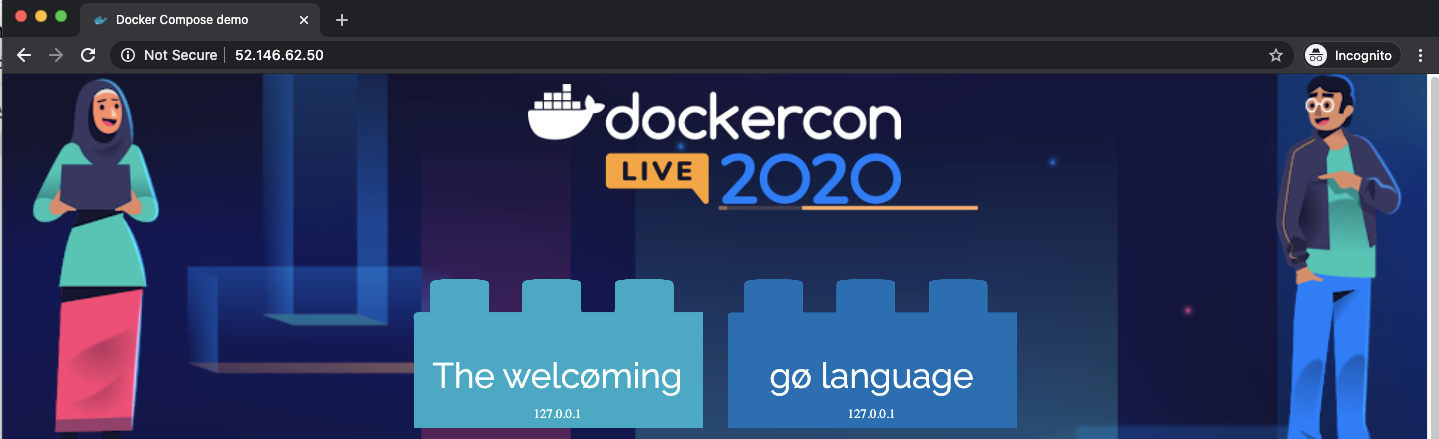 Docker Compose demo
Not Secure 52.146.62.50
Incognito
dockercon
LIVE 2020
The welcøming
127.0.0.1
gø language
127.0.0.1